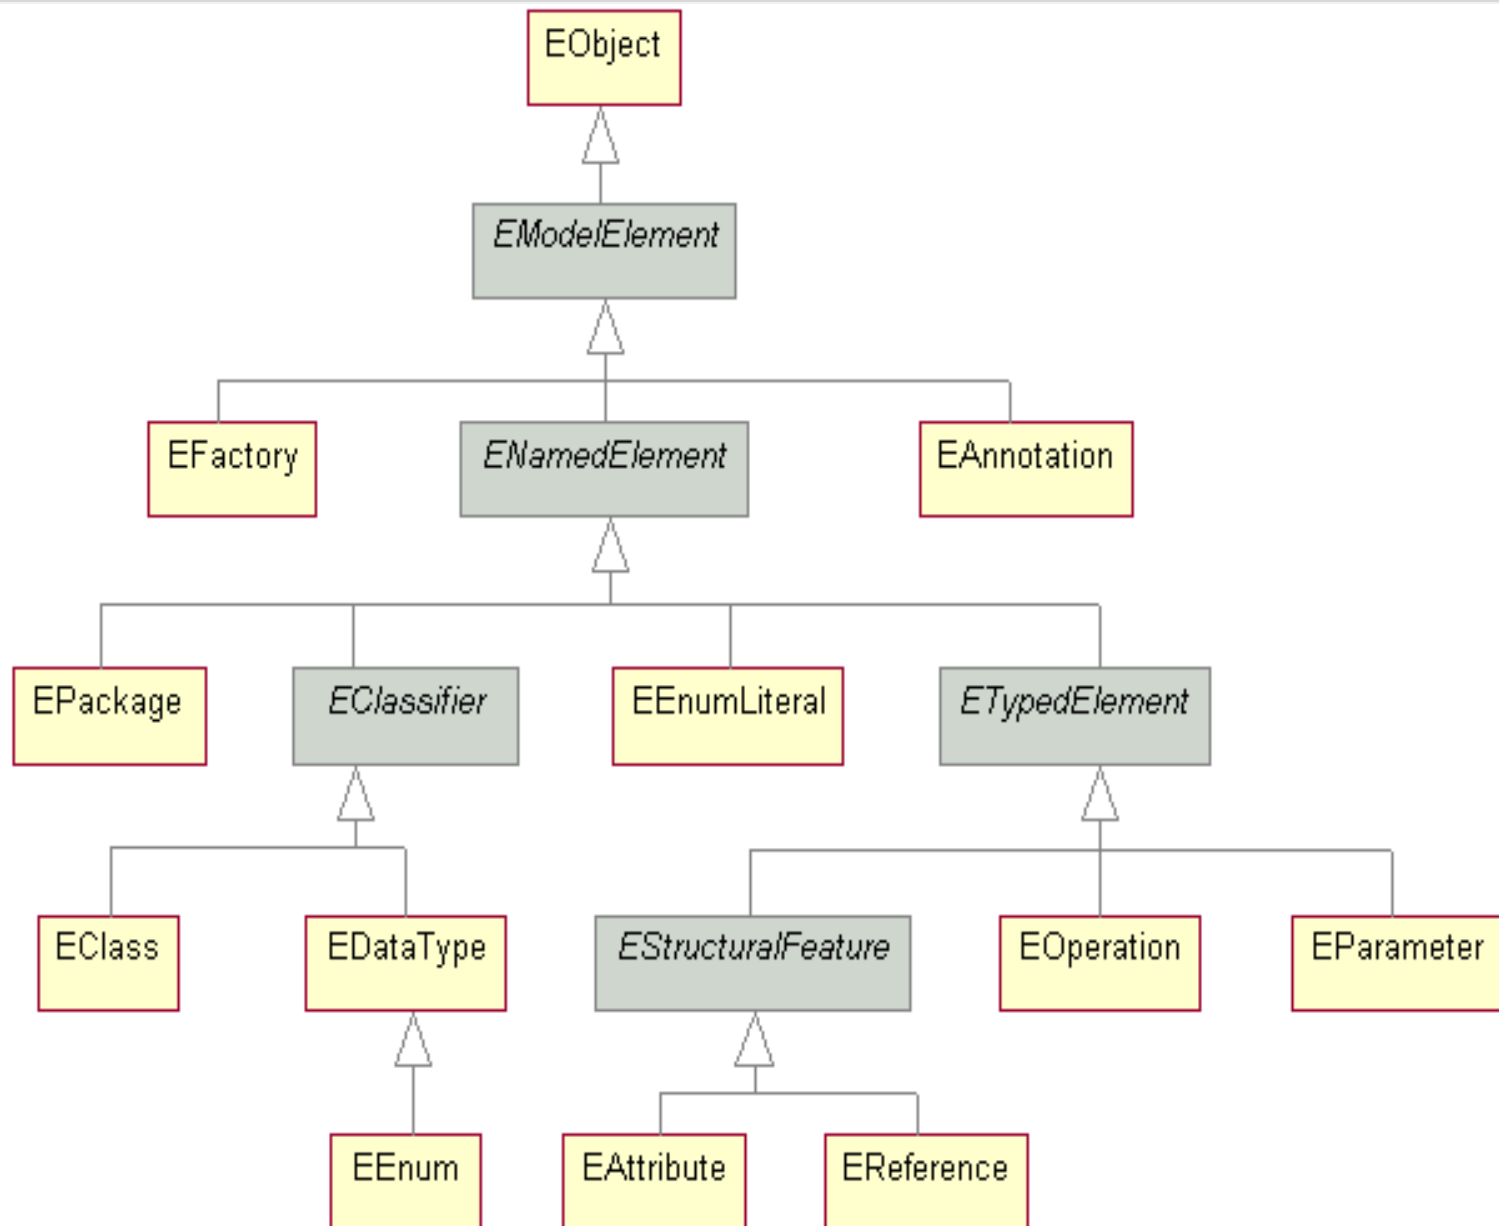 EObject
EModelElement
EFactory
ENamedElement
EAnnotation
EPackage
EClassifier
EEnumLiteral
ETypedElement
EClass
EDataType
EStructuralFeature
EOperation
EParameter
EEnum
EAttribute
EReference